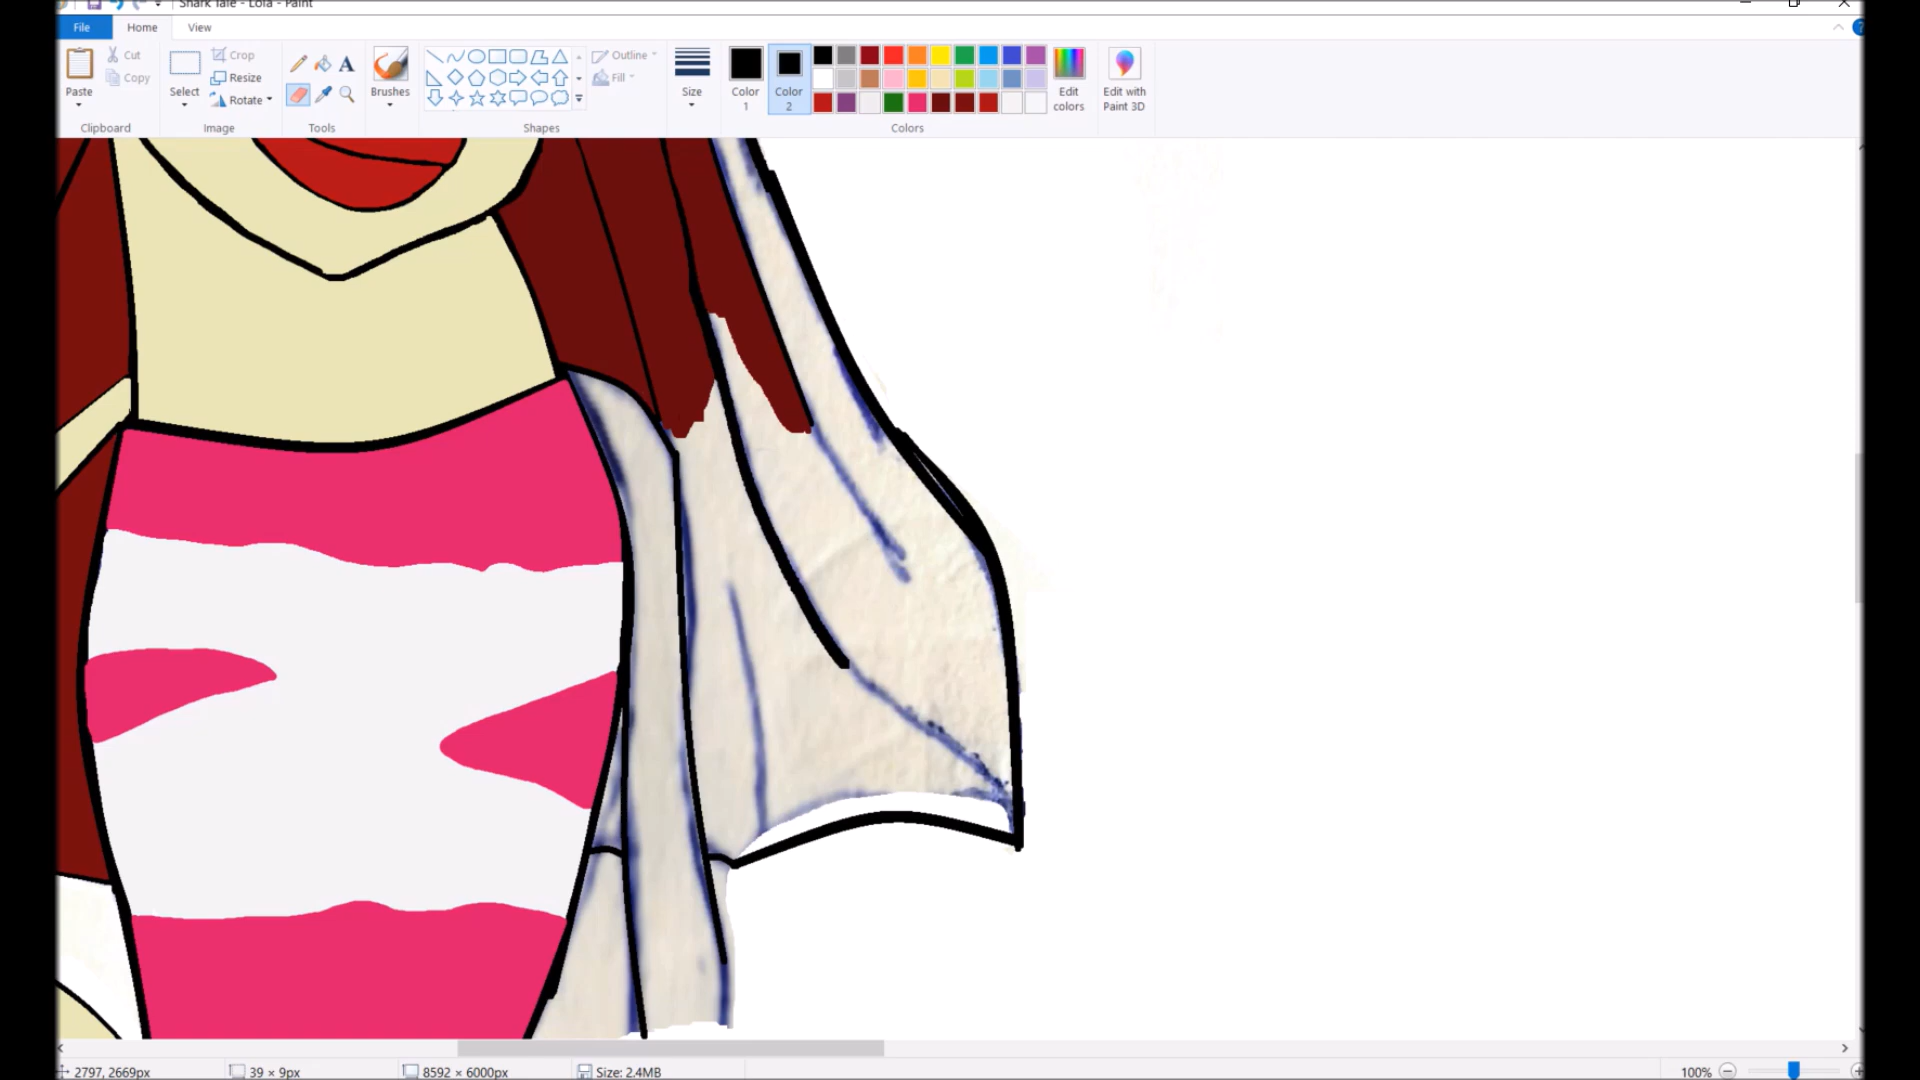 Shark Tale - Lola - Paint
File Home View
Paste
Cut
Copy
Clipboard
Select
Crop
Resize
Rotate
Image
Tools
Brushes
Shapes
Outline
Fill
Size
Color 1
Color 2
Colors
Edit colors
Edit with Paint 3D
2797, 2669px
39 × 9px
8592 × 6000px
Size: 2.4MB
100%